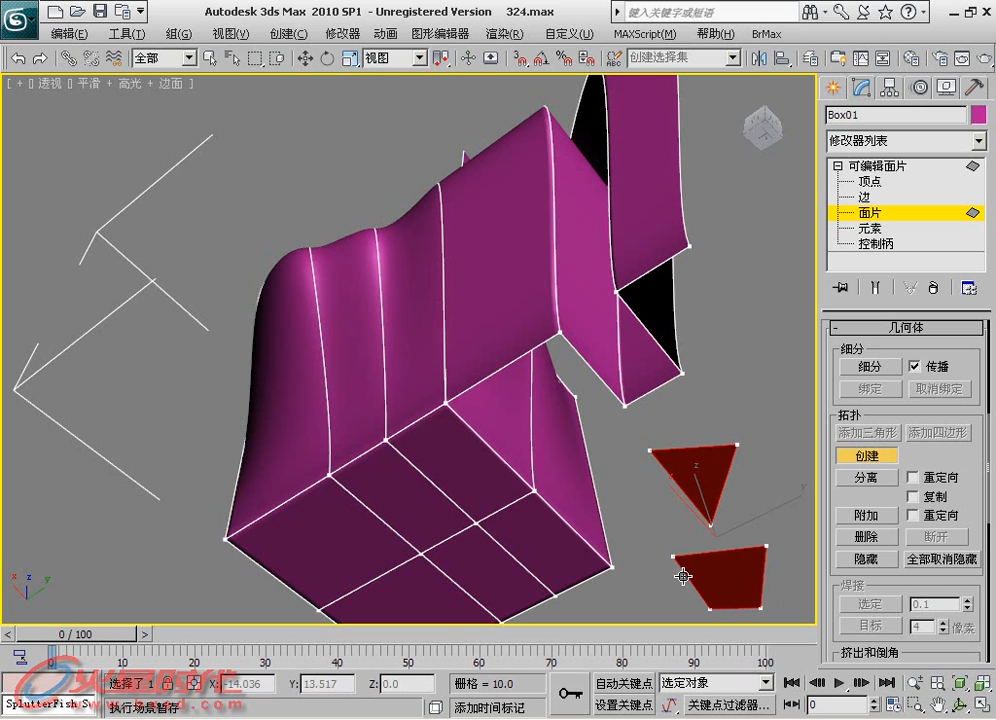 Autodesk 3ds Max 2010 SP1 - Unregistered Version 324.max
键入关键字或短语
编辑(E) 工具(T) 组(G) 视图(V) 创建(C) 修改器 动画 图形编辑器 渲染(R) 自定义(U) MAXScript(M) 帮助(H) BrMax
全部 视图 创建选择集
[ + 0 透视 0 平滑 + 高光 + 边面 ]
Box01
修改器列表
可编辑面片
顶点
边
面片
元素
控制柄
- 几何体
细分
细分 传播
绑定 取消绑定
拓扑
添加三角形 添加四边形
创建
分离 重定向
复制
附加 重定向
删除 断开
隐藏 全部取消隐藏
焊接
选定 0.1
目标 4 像素
挤出和倒角
z
y
x z y
< 0 / 100 >
0 10 20 30 40 50 60 70 80 90 100
选择了 1 X: -14.036 Y: 13.517 Z: 0.0 栅格 = 10.0 自动关键点 选定对象
SplutterFish S 执行场景暂存 添加时间标记 设置关键点 关键点过滤器... 0